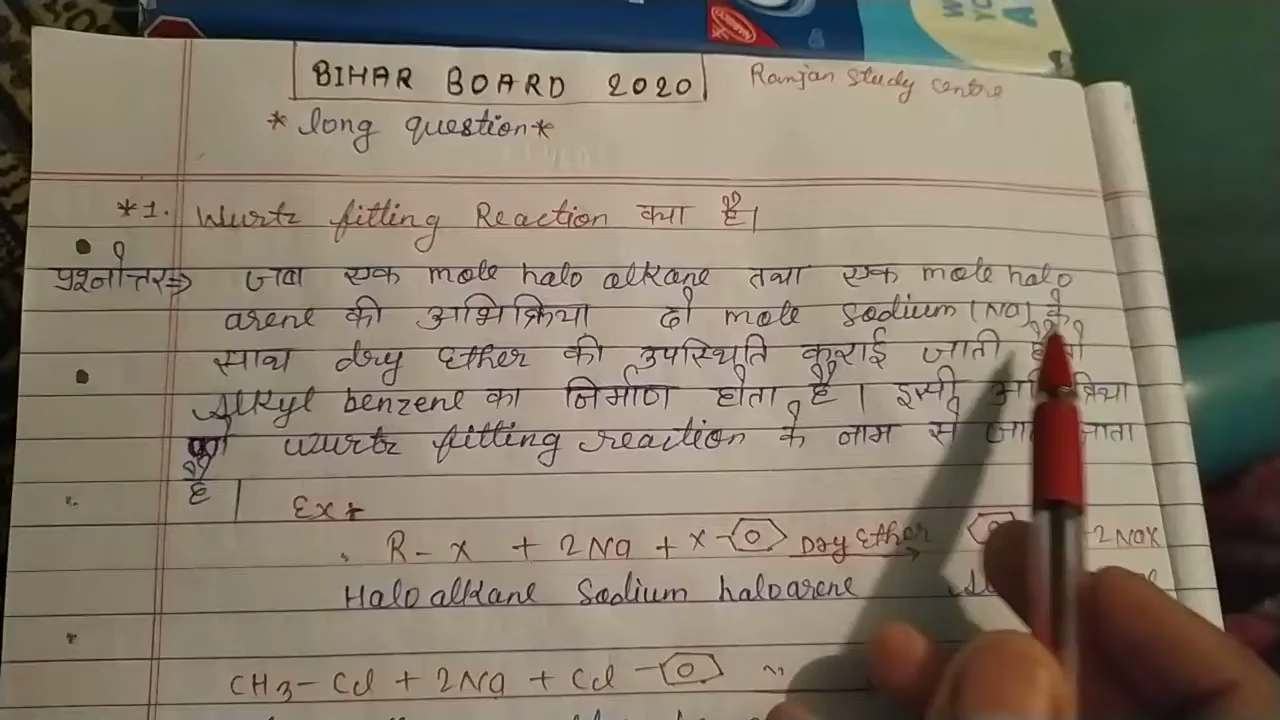 BIHAR BOARD 2020
Ranjan Study centre
* long question *
*1. Wurtz fitting Reaction क्या है।
प्रश्नोत्तर⇒ जब एक mole halo alkane तथा एक mole halo
arene की अभिक्रिया दो mole Sodium (Na) के
साथ dry Ether की उपस्थिति कराई जाती
Alkyl benzene का निर्माण होता है। इसी
wurtz fitting reaction के नाम से जाता
है।
Ex
R - X + 2Na + X - Dry Ether 2NaX
Halo alkane Sodium haloarene
CH3 - Cl + 2Na + Cl -